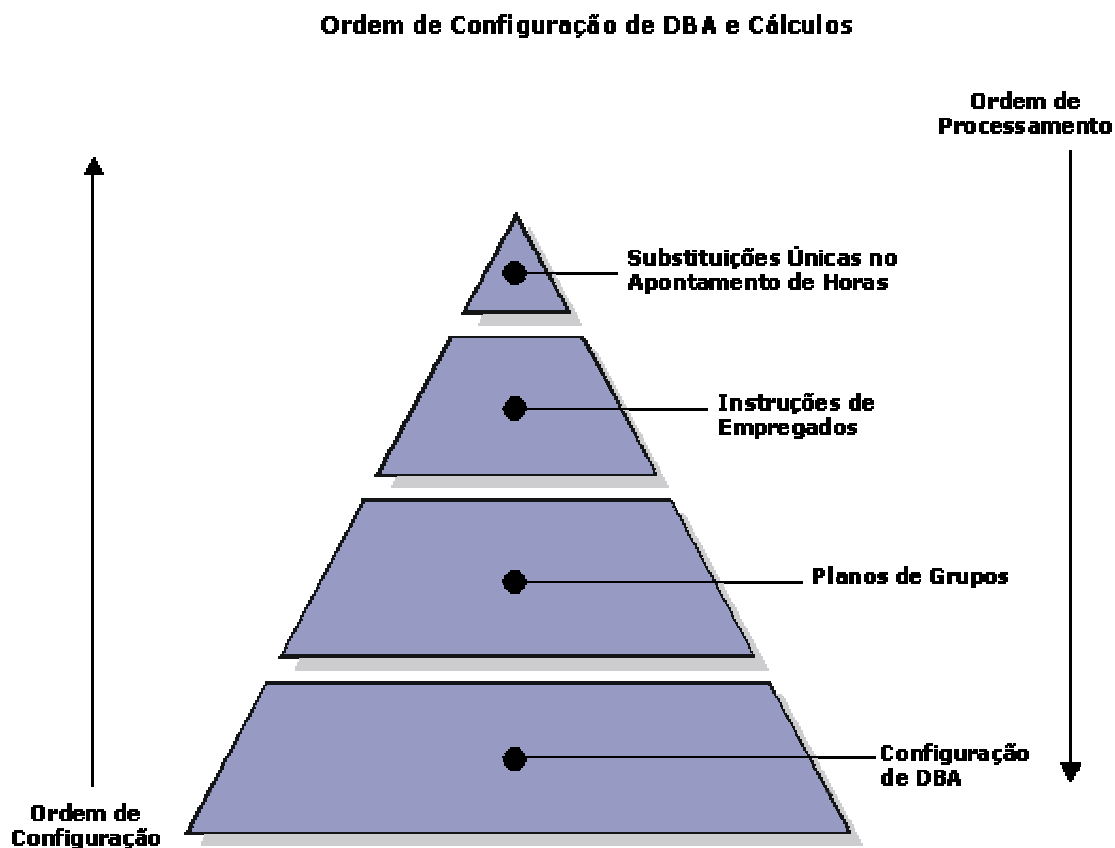 Ordem de Configuração de DBA e Cálculos
Ordem de
Processamento
Substituições Únicas no
Apontamento de Horas
Instruções de
Empregados
Planos de Grupos
Configuração
de DBA
Ordem de
Configuração